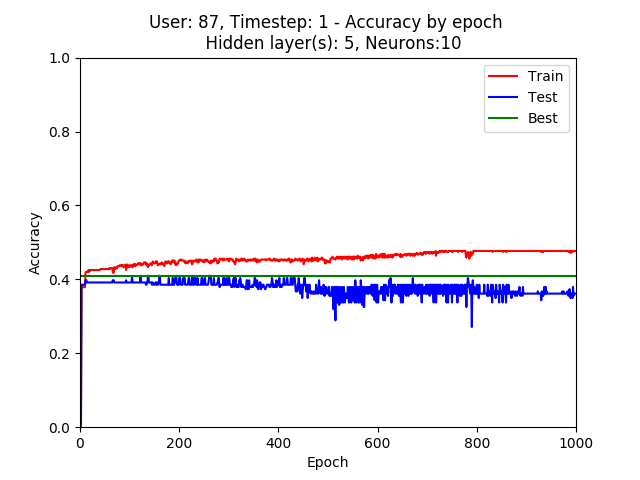 User: 87, Timestep: 1 - Accuracy by epoch
Hidden layer(s): 5, Neurons:10
1.0
0.8
0.6
0.4
0.2
0.0
Accuracy
Train
Test
Best
0 200 400 600 800 1000
Epoch